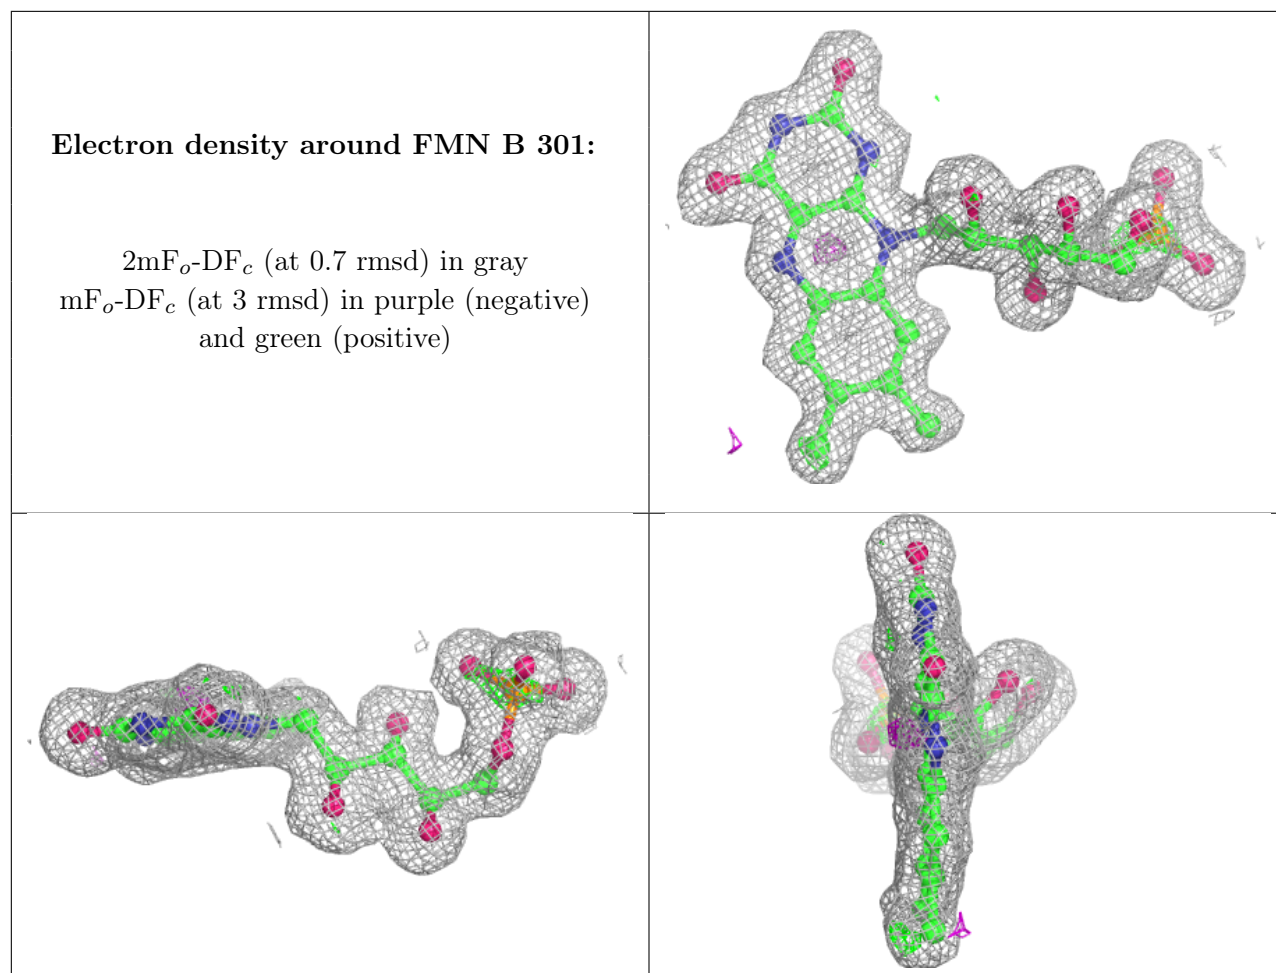 Electron density around FMN B 301:
2mFo-DFc (at 0.7 rmsd) in gray
mFo-DFc (at 3 rmsd) in purple (negative)
and green (positive)